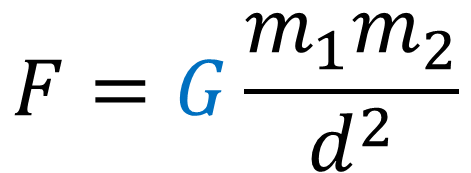 F = G m₁m₂ / d²